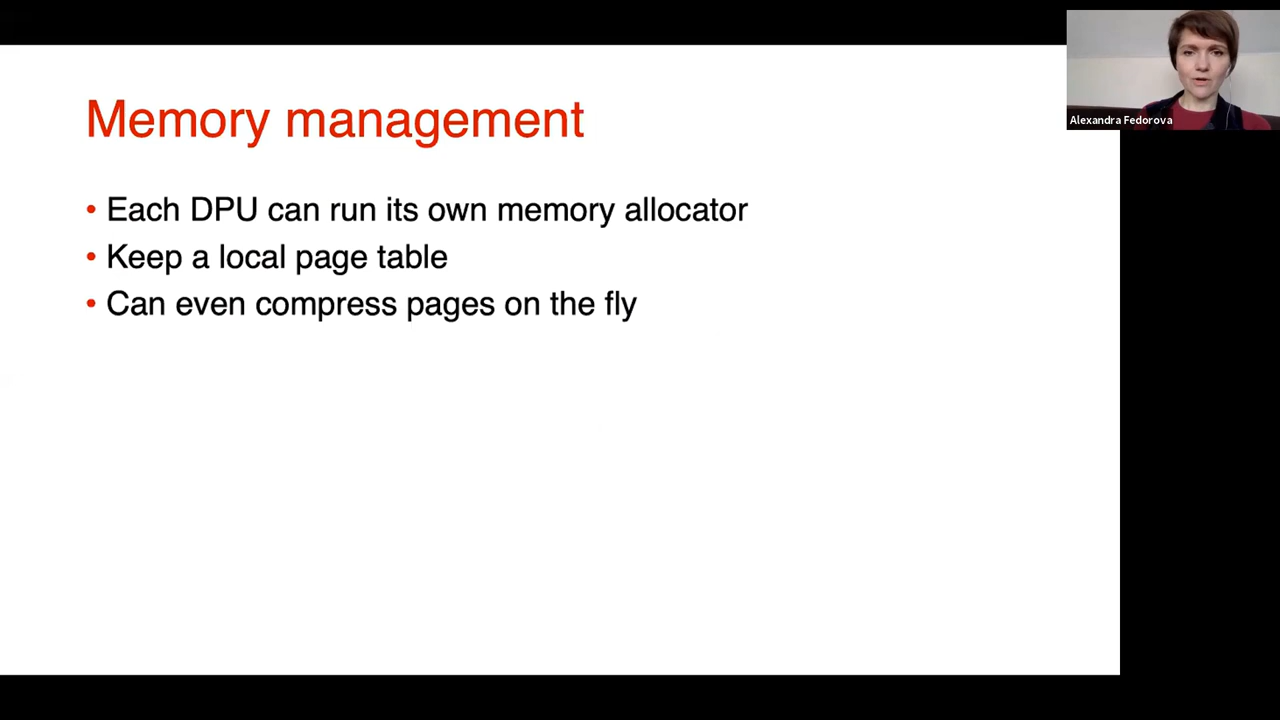 Memory management
• Each DPU can run its own memory allocator
• Keep a local page table
• Can even compress pages on the fly
Alexandra Fedorova